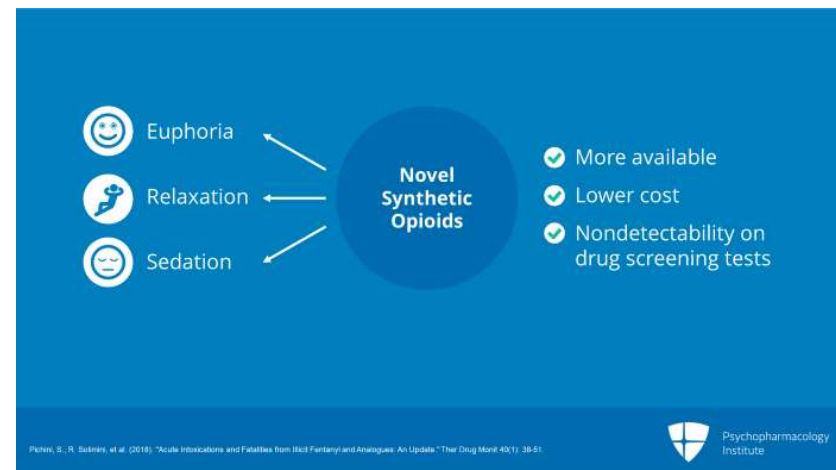 Euphoria
Relaxation
Sedation
Novel
Synthetic
Opioids
More available
Lower cost
Nondetectability on
drug screening tests
Pichini, S., R. Solimini, et al. (2018). "Acute Intoxications and Fatalities from Illicit Fentanyl and Analogues: An Update." Ther Drug Monit 40(1): 38-51.
Psychopharmacology
Institute